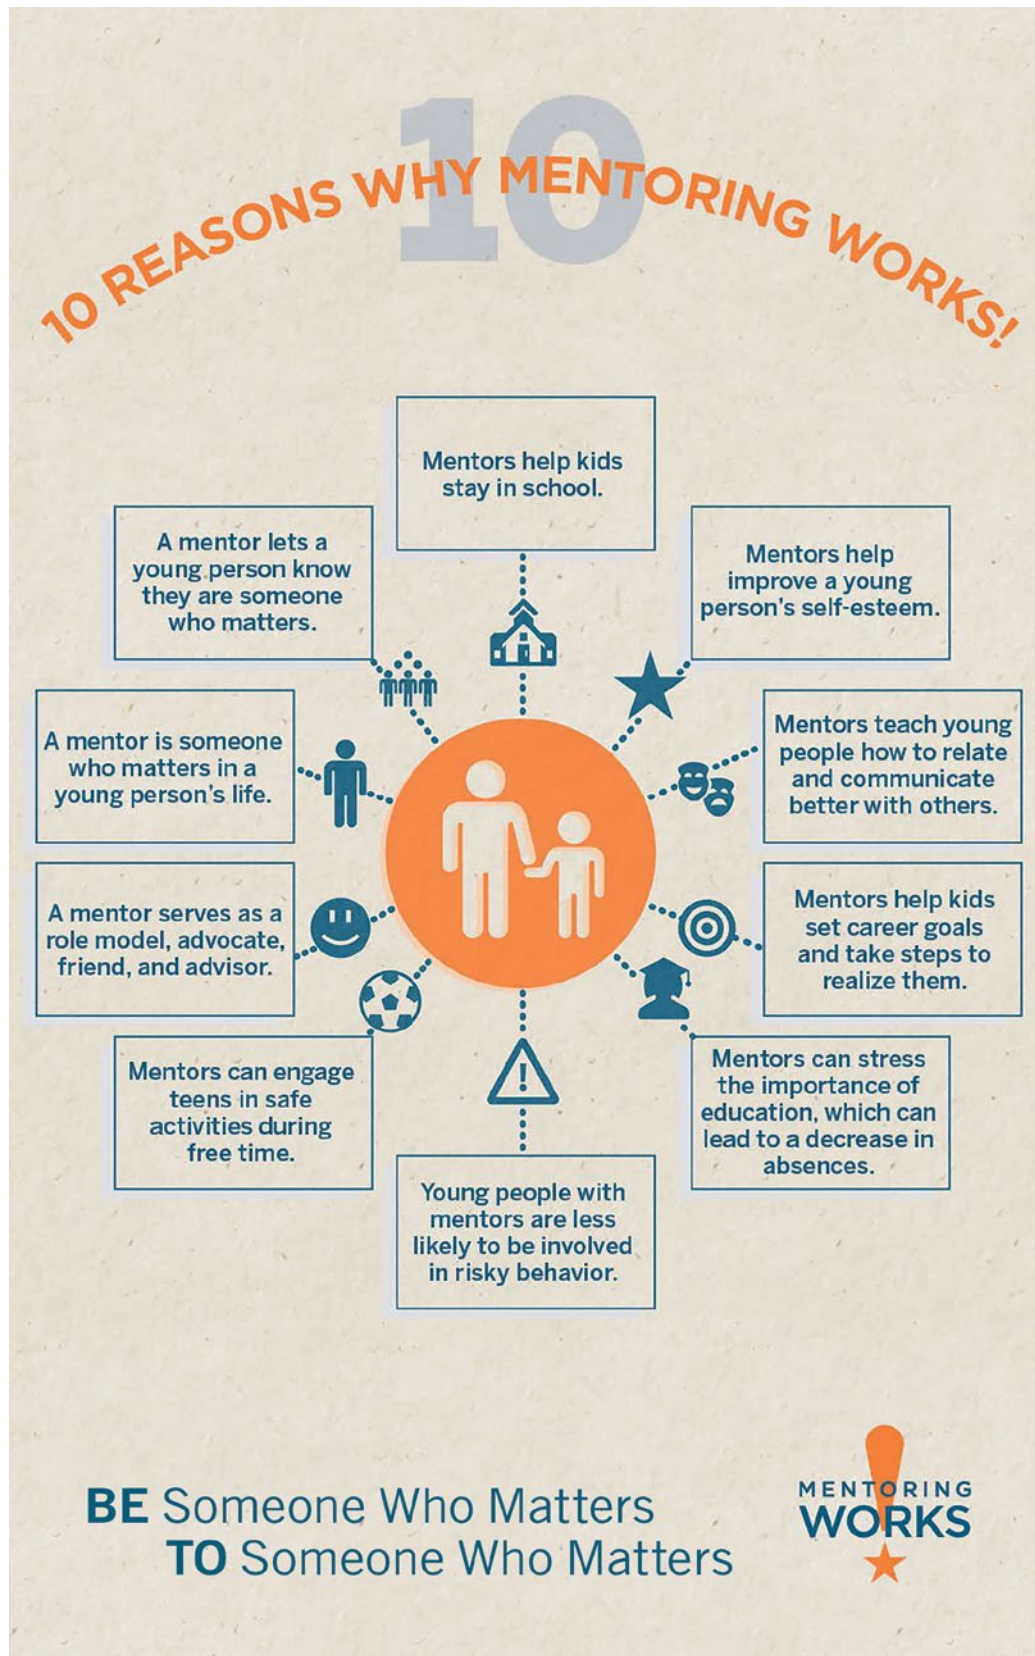 10
10 REASONS WHY MENTORING WORKS!
Mentors help kids
stay in school.
Mentors help
improve a young
person's self-esteem.
Mentors teach young
people how to relate
and communicate
better with others.
Mentors help kids
set career goals
and take steps to
realize them.
Mentors can stress
the importance of
education, which can
lead to a decrease in
absences.
Young people with
mentors are less
likely to be involved
in risky behavior.
Mentors can engage
teens in safe
activities during
free time.
A mentor serves as a
role model, advocate,
friend, and advisor.
A mentor is someone
who matters in a
young person's life.
A mentor lets a
young person know
they are someone
who matters.
BE Someone Who Matters
TO Someone Who Matters
MENTORING
WORKS